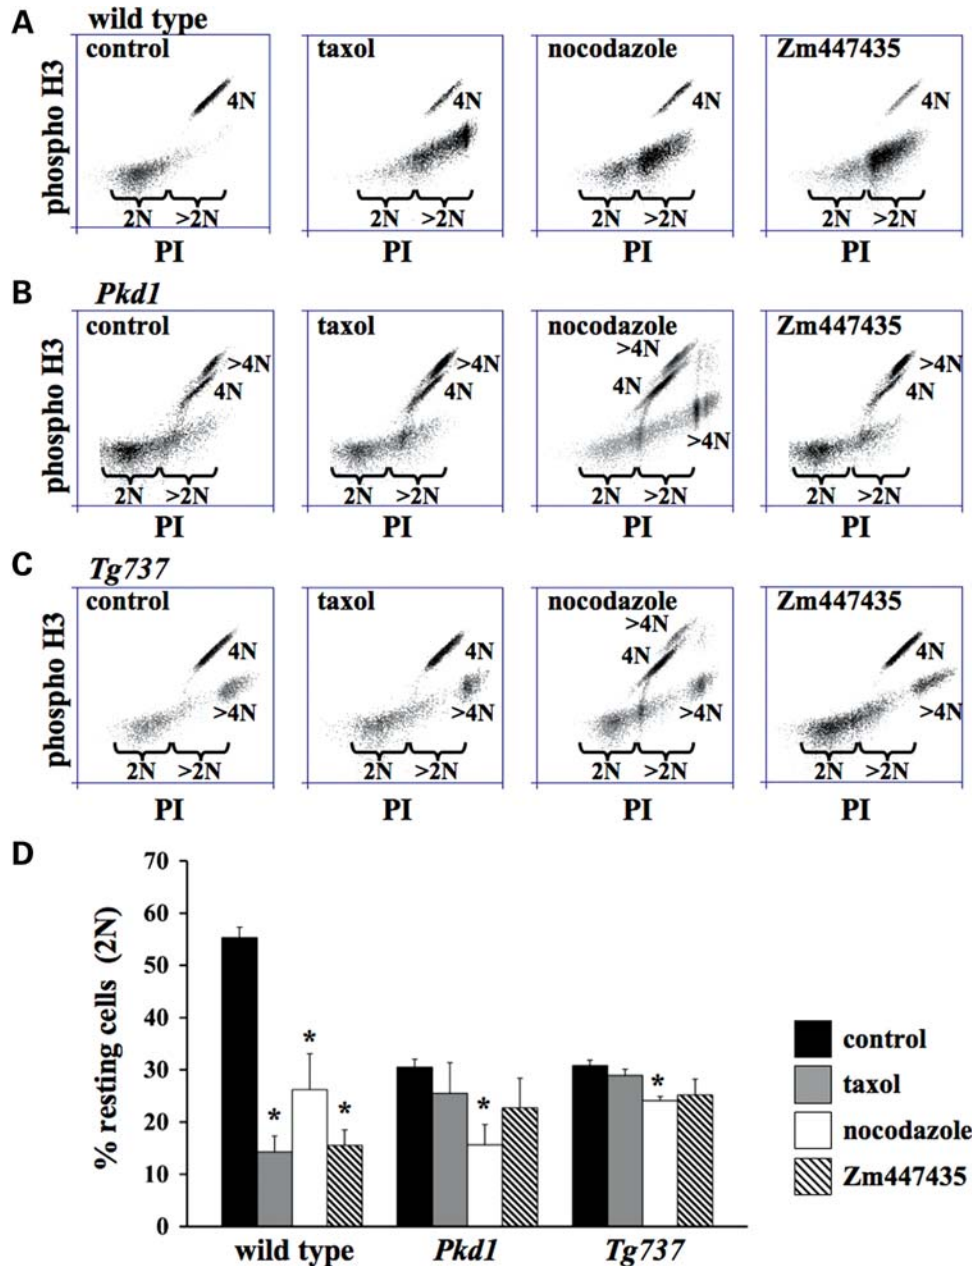 A
wild type
control
taxol
nocodazole
Zm447435
phospho H3
4N
4N
4N
4N
2N >2N
2N >2N
2N >2N
2N >2N
PI
PI
PI
PI
B
Pkd1
control
taxol
nocodazole
Zm447435
phospho H3
>4N
4N
>4N
4N
>4N
4N
>4N
>4N
4N
2N >2N
2N >2N
2N >2N
2N >2N
PI
PI
PI
PI
C
Tg737
control
taxol
nocodazole
Zm447435
phospho H3
4N
>4N
4N
>4N
>4N
4N
>4N
4N
>4N
2N >2N
2N >2N
2N >2N
2N >2N
PI
PI
PI
PI
D
% resting cells (2N)
70
60
50
40
30
20
10
0
*
*
*
*
*
wild type
Pkd1
Tg737
control
taxol
nocodazole
Zm447435